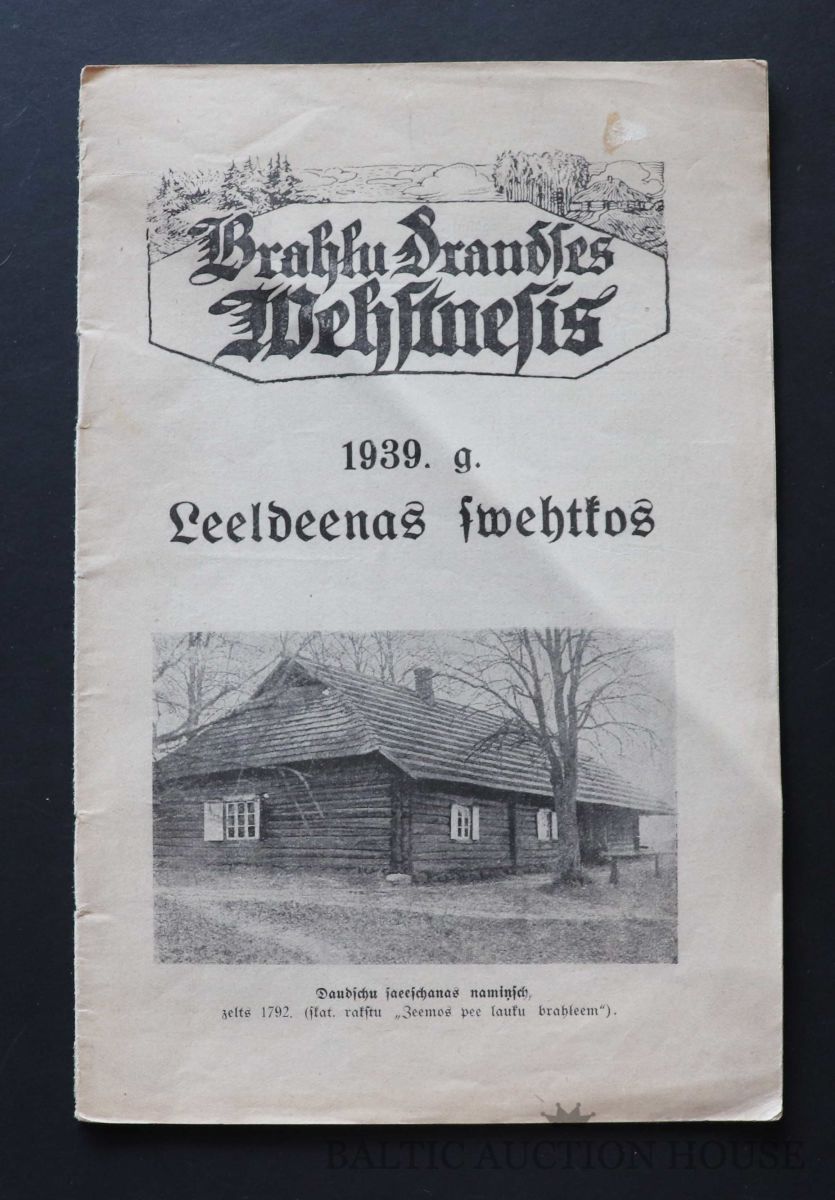 Brahļu Draudſes
Wehſtneſis
1939. g.
Leeldeenas ſwehtkos
Daudſchu ſaeeſchanas namiņſch,
zelts 1792. (ſkat. rakſtu „Zeemos pee lauku brahleem“).
BALTIC AUCTION HOUSE